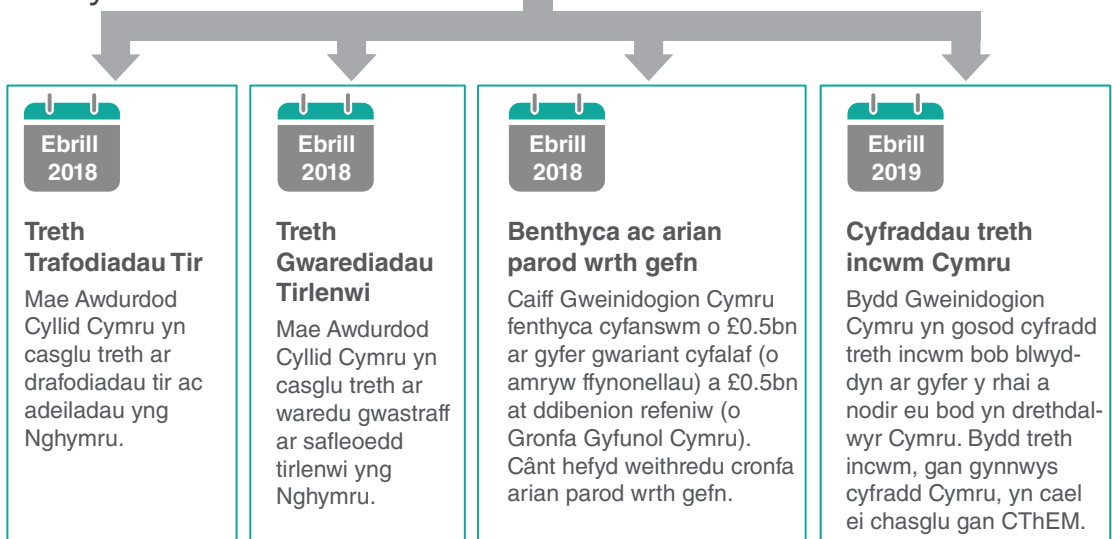 Ebrill
2018
Treth
Trafodiadau Tir
Mae Awdurdod
Cyllid Cymru yn
casglu treth ar
drafodiadau tir ac
adeiladau yng
Nghymru.
Ebrill
2018
Treth
Gwarediadau
Tirlenwi
Mae Awdurdod
Cyllid Cymru yn
casglu treth ar
waredu gwastraff
ar safleoedd
tirlenwi yng
Nghymru.
Ebrill
2018
Benthyca ac arian
parod wrth gefn
Caiff Gweinidogion Cymru
fenthyca cyfanswm o £0.5bn
ar gyfer gwariant cyfalaf (o
amryw ffynonellau) a £0.5bn
at ddibenion refeniw (o
Gronfa Gyfunol Cymru).
Cânt hefyd weithredu cronfa
arian parod wrth gefn.
Ebrill
2019
Cyfraddau treth
incwm Cymru
Bydd Gweinidogion
Cymru yn gosod cyfradd
treth incwm bob blwyd-
dyn ar gyfer y rhai a
nodir eu bod yn drethdal-
wyr Cymru. Bydd treth
incwm, gan gynnwys
cyfradd Cymru, yn cael
ei chasglu gan CThEM.